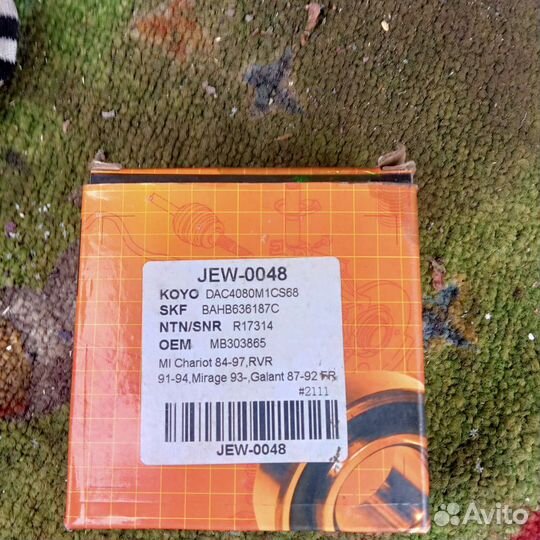 JEW-0048
KOYO DAC4080M1CS68
SKF BAHB636187C
NTN/SNR R17314
OEM MB303865
MI Chariot 84-97,RVR
91-94,Mirage 93-,Galant 87-92 FR
#2111
JEW-0048
Avito